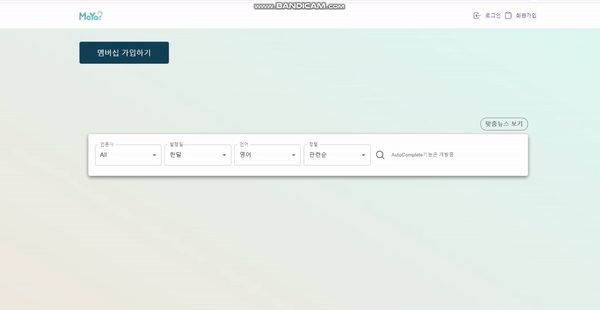 www.BANDICAM.com
MoYa?
로그인 회원가입
멤버십 가입하기
맞춤뉴스 보기
언론사 발행일 언어 정렬
All 한달 영어 관련순 AutoComplete기능은 개발중